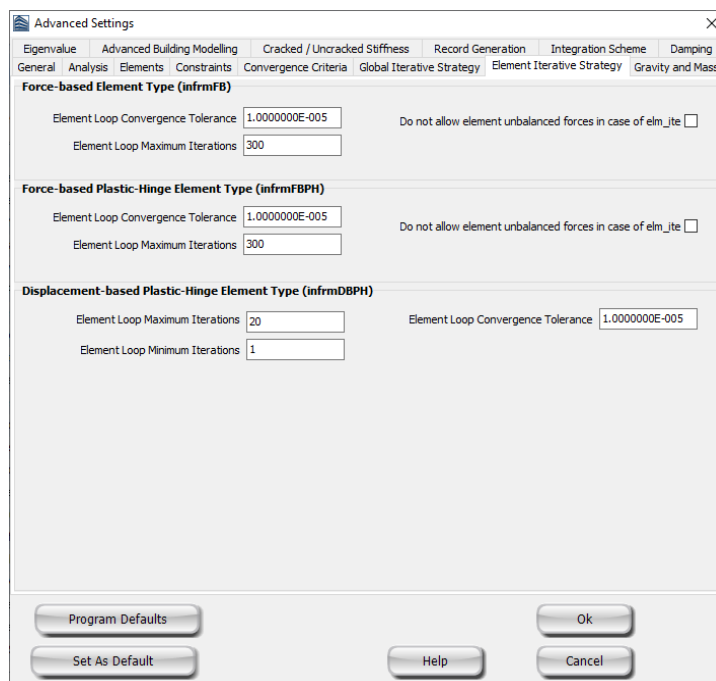 Advanced Settings
Eigenvalue Advanced Building Modelling Cracked / Uncracked Stiffness Record Generation Integration Scheme Damping
General Analysis Elements Constraints Convergence Criteria Global Iterative Strategy Element Iterative Strategy Gravity and Mass
Force-based Element Type (infrmFB)
Element Loop Convergence Tolerance 1.0000000E-005 Do not allow element unbalanced forces in case of elm_ite
Element Loop Maximum Iterations 300
Force-based Plastic-Hinge Element Type (infrmFBPH)
Element Loop Convergence Tolerance 1.0000000E-005 Do not allow element unbalanced forces in case of elm_ite
Element Loop Maximum Iterations 300
Displacement-based Plastic-Hinge Element Type (infrmDBPH)
Element Loop Maximum Iterations 20 Element Loop Convergence Tolerance 1.0000000E-005
Element Loop Minimum Iterations 1
Program Defaults Ok
Set As Default Help Cancel